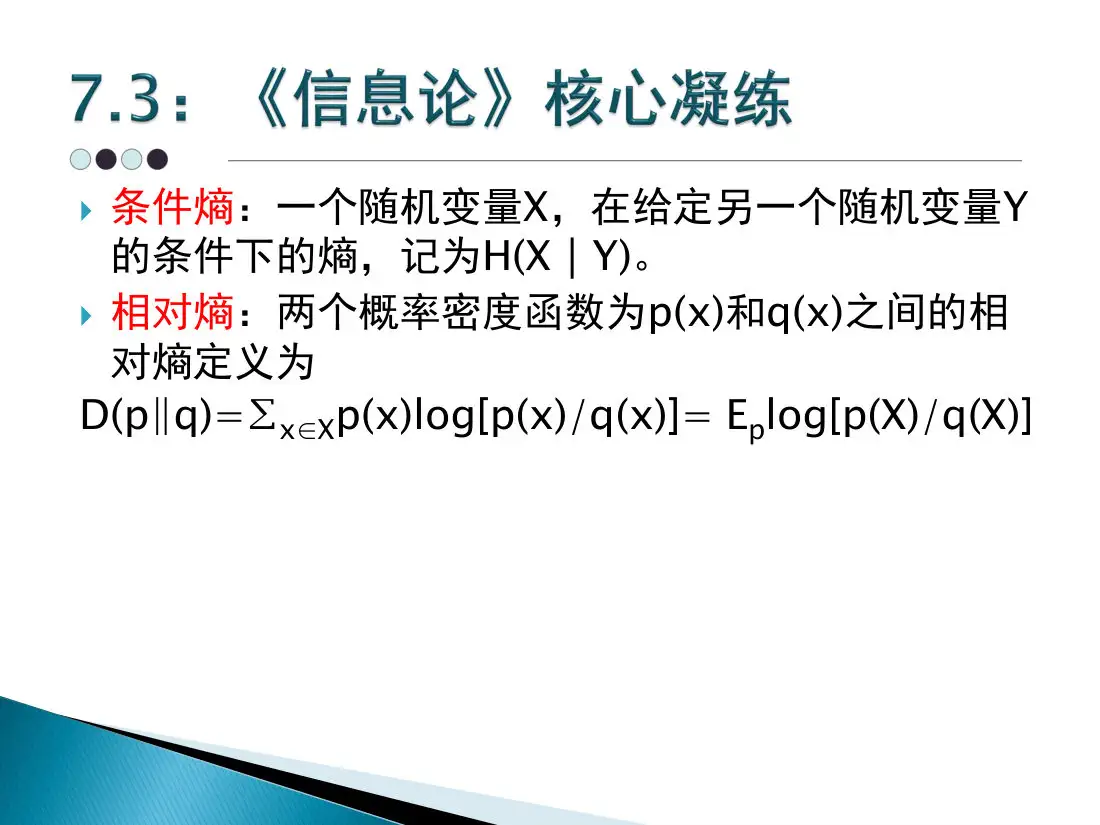 7.3：《信息论》核心凝练
条件熵：一个随机变量X，在给定另一个随机变量Y
的条件下的熵，记为H(X | Y)。
相对熵：两个概率密度函数为p(x)和q(x)之间的相
对熵定义为
D(p∥q)=∑x∈Xp(x)log[p(x)/q(x)]= Eplog[p(X)/q(X)]